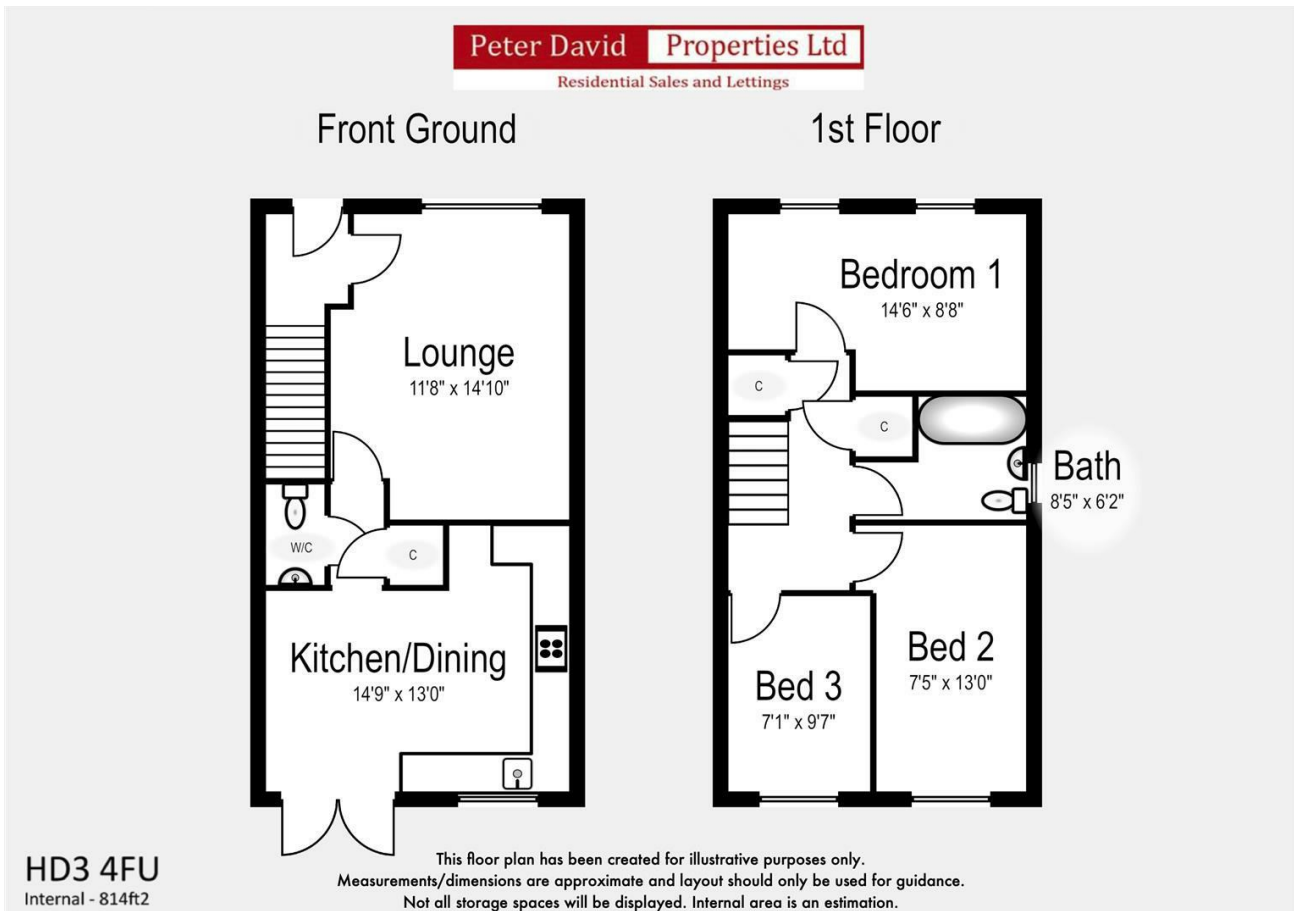 Peter David Properties Ltd
Residential Sales and Lettings
Front Ground
1st Floor
Lounge
11'8" x 14'10"
W/C
C
Kitchen/Dining
14'9" x 13'0"
Bedroom 1
14'6" x 8'8"
C
C
Bath
8'5" x 6'2"
Bed 2
7'5" x 13'0"
Bed 3
7'1" x 9'7"
HD3 4FU
Internal - 814ft2
This floor plan has been created for illustrative purposes only.
Measurements/dimensions are approximate and layout should only be used for guidance.
Not all storage spaces will be displayed. Internal area is an estimation.